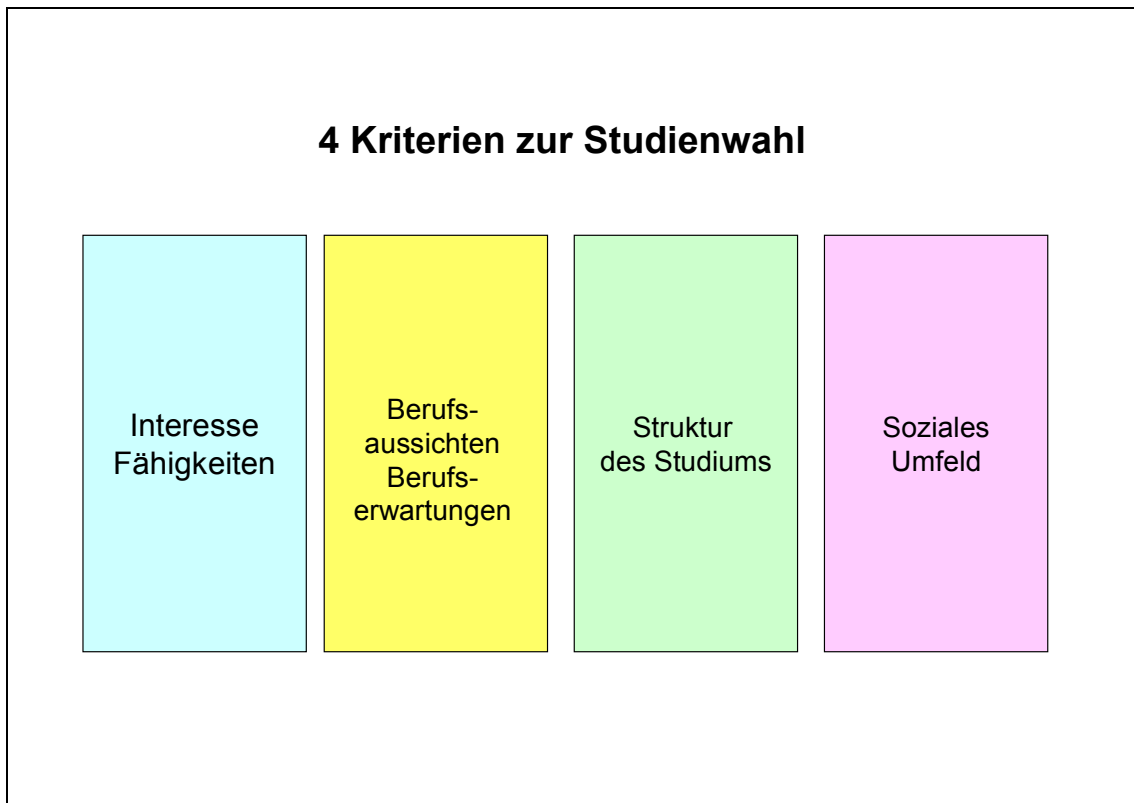 4 Kriterien zur Studienwahl
Interesse
Fähigkeiten
Berufs-
aussichten
Berufs-
erwartungen
Struktur
des Studiums
Soziales
Umfeld